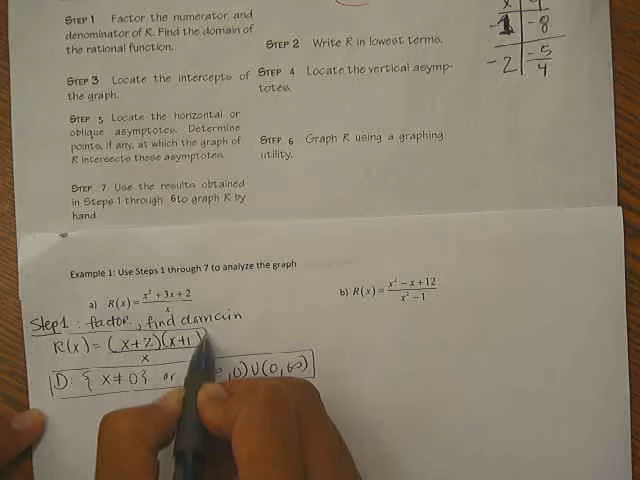 STEP 1 Factor the numerator and
denominator of R. Find the domain of
the rational function.
STEP 2 Write R in lowest terms.
STEP 3 Locate the intercepts of
the graph.
STEP 4 Locate the vertical asymp-
totes.
STEP 5 Locate the horizontal or
oblique asymptotes. Determine
points, if any, at which the graph of
R intersects these asymptotes.
STEP 6 Graph R using a graphing
utility.
STEP 7 Use the results obtained
in Steps 1 through 6 to graph R by
hand
x y
-1 -8
-2 -5/4
Example 1: Use Steps 1 through 7 to analyze the graph
a) R(x) = x² + 3x + 2 / x
b) R(x) = x² - x + 12 / x² - 1
Step 1: factor, find domain
R(x) = (x+2)(x+1) / x
D: { x ≠ 0 } or ,0) U (0, ∞)